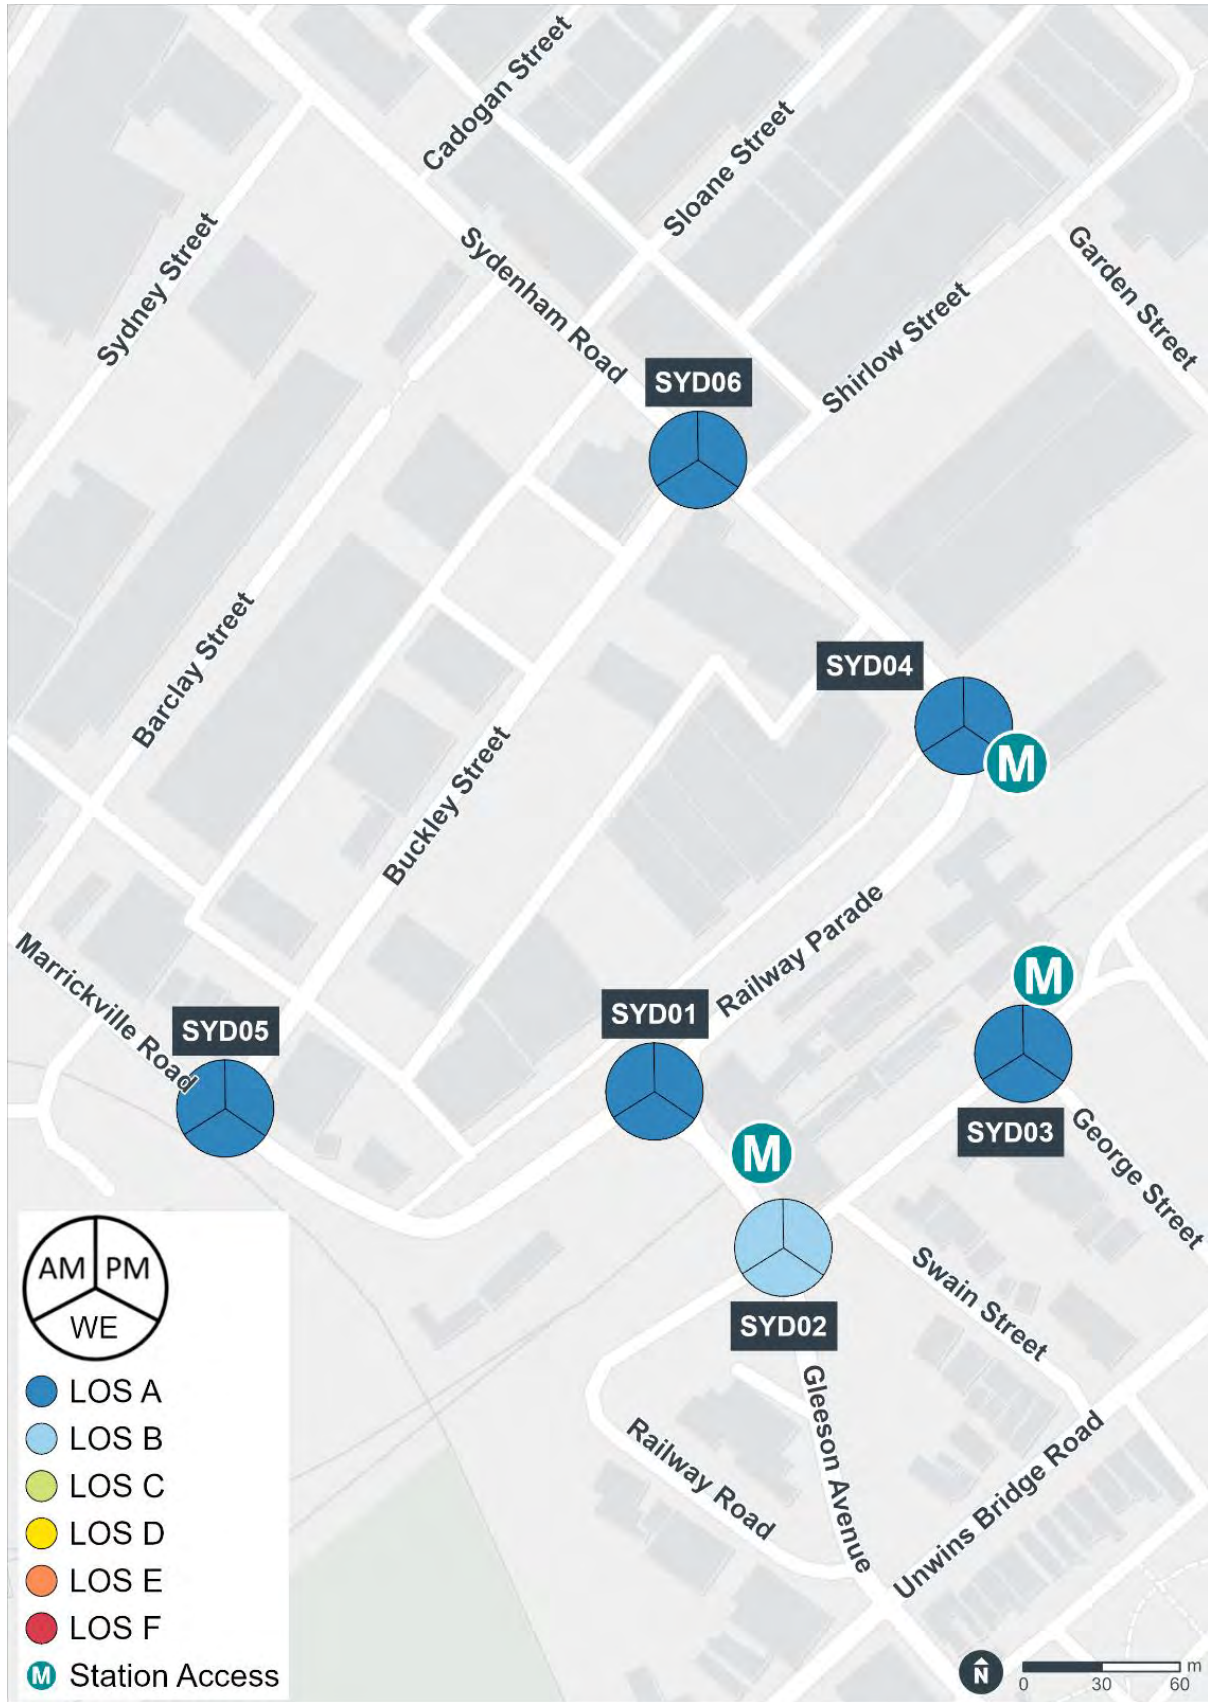 Cadogan Street
Sloane Street
Sydney Street
Sydenham Road
Garden Street
Shirlow Street
SYD06
Barclay Street
SYD04
Buckley Street
M
Railway Parade
Marrickville Road
M
SYD05
SYD01
SYD03
George Street
M
Swain Street
SYD02
Gleeson Avenue
Railway Road
Unwins Bridge Road
AM PM
WE
LOS A
LOS B
LOS C
LOS D
LOS E
LOS F
M Station Access
N
m
0 30 60